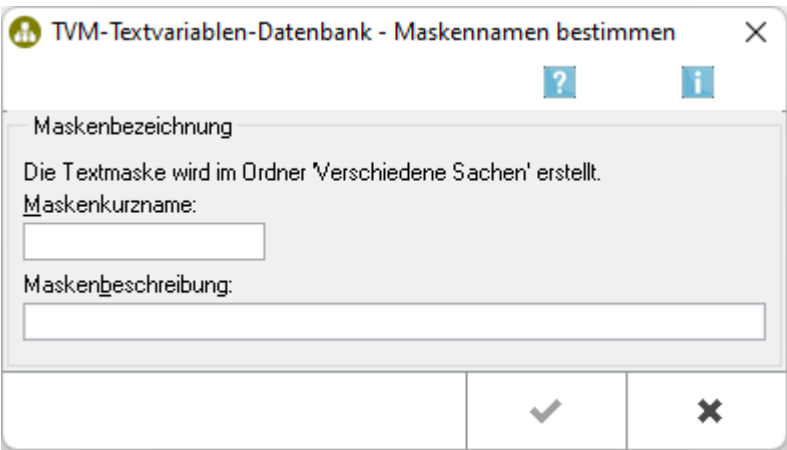 TVM-Textvariablen-Datenbank - Maskennamen bestimmen
? i
Maskenbezeichnung
Die Textmaske wird im Ordner 'Verschiedene Sachen' erstellt.
Maskenkurzname:
Maskenbeschreibung: